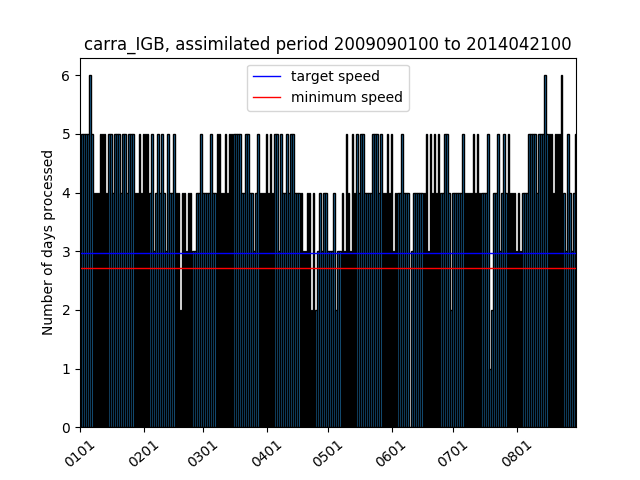 carra_IGB, assimilated period 2009090100 to 2014042100
target speed
minimum speed
Number of days processed
6
5
4
3
2
1
0
0101 0201 0301 0401 0501 0601 0701 0801